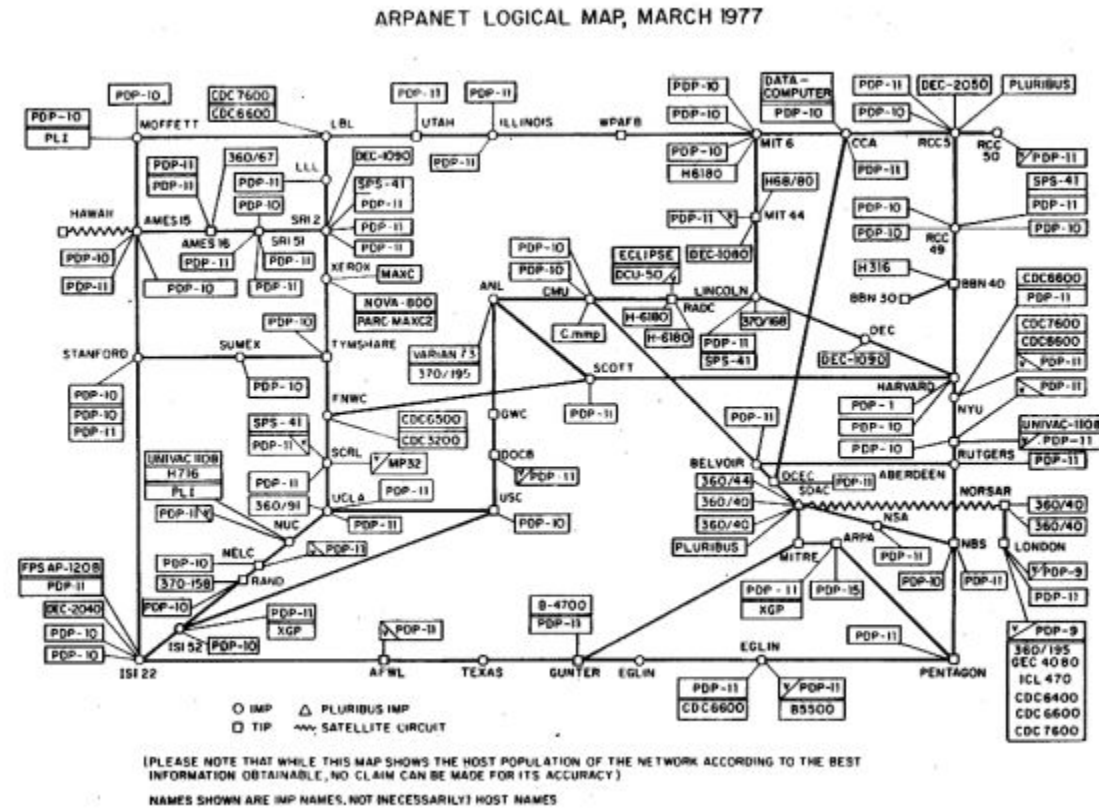 ARPANET LOGICAL MAP, MARCH 1977
PDP-10
PDP-10
PLI
MOFFETT
CDC7600
CDC6600
LBL
PDP-11
UTAH
PDP-11
ILLINOIS
PDP-11
WPAFB
PDP-10
PDP-10
PDP-10
H6180
MIT 6
DATA-
COMPUTER
PDP-10
CCA
PDP-11
PDP-11
PDP-10
DEC-2050
PLURIBUS
RCC5
RCC
50
PDP-11
LLL
360/67
PDP-11
PDP-11
PDP-11
PDP-10
DEC-1090
SPS-41
PDP-11
PDP-11
PDP-11
HAWAII
AMES15
AMES16
SRI 51
SRI2
PDP-10
PDP-11
PDP-10
PDP-11
PDP-11
PDP-11
H68/80
PDP-11
MIT 44
DEC-1080
SPS-41
PDP-11
PDP-10
PDP-10
PDP-10
RCC
49
XEROX
MAXC
NOVA-800
PARC-MAXC2
PDP-10
PDP-10
ANL
CMU
C.mmp
ECLIPSE
DCU-50
H-6180
H-6180
RADC
LINCOLN
370/168
PDP-11
SPS-41
H316
BBN 30
BBN 40
CDC6600
PDP-11
CDC7600
CDC6600
PDP-11
PDP-11
DEC
DEC-1090
STANFORD
SUMEX
PDP-10
TYMSHARE
PDP-10
PDP-10
PDP-10
PDP-11
VARIAN 73
370/195
SCOTT
PDP-11
HARVARD
PDP-1
PDP-10
PDP-10
NYU
FNWC
CDC6500
CDC3200
GWC
SPS-41
PDP-11
SCRL
MP32
DOCB
PDP-11
PDP-11
BELVOIR
UNIVAC-1108
PDP-11
PDP-11
RUTGERS
ABERDEEN
UNIVAC 1108
H716
PLI
PDP-11
PDP-11
360/91
UCLA
PDP-11
PDP-11
USC
PDP-10
360/44
360/40
360/40
PLURIBUS
DCEC
PDP-11
SDAC
NSA
PDP-11
NORSAR
360/40
360/40
NUC
NELC
PDP-11
PDP-10
370-158
RAND
PDP-10
MITRE
ARPA
PDP-11
XGP
PDP-15
NBS
PDP-10
PDP-11
LONDON
PDP-9
PDP-11
PDP-9
360/195
GEC 4080
ICL 470
CDC6400
CDC6600
CDC7600
FPS AP-120B
PDP-11
DEC-2040
PDP-10
PDP-10
PDP-11
XGP
ISI 52
PDP-10
ISI 22
PDP-11
AFWL
TEXAS
B-4700
PDP-11
GUNTER
EGLIN
EGLIN
PDP-11
CDC6600
PDP-11
B5500
PDP-11
PENTAGON
IMP
PLURIBUS IMP
TIP
SATELLITE CIRCUIT
(PLEASE NOTE THAT WHILE THIS MAP SHOWS THE HOST POPULATION OF THE NETWORK ACCORDING TO THE BEST
INFORMATION OBTAINABLE, NO CLAIM CAN BE MADE FOR ITS ACCURACY)
NAMES SHOWN ARE IMP NAMES, NOT (NECESSARILY) HOST NAMES